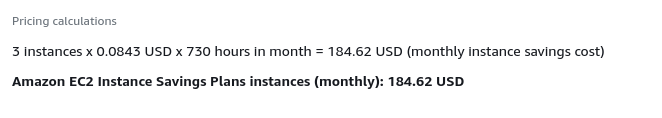 Pricing calculations
3 instances x 0.0843 USD x 730 hours in month = 184.62 USD (monthly instance savings cost)
Amazon EC2 Instance Savings Plans instances (monthly): 184.62 USD